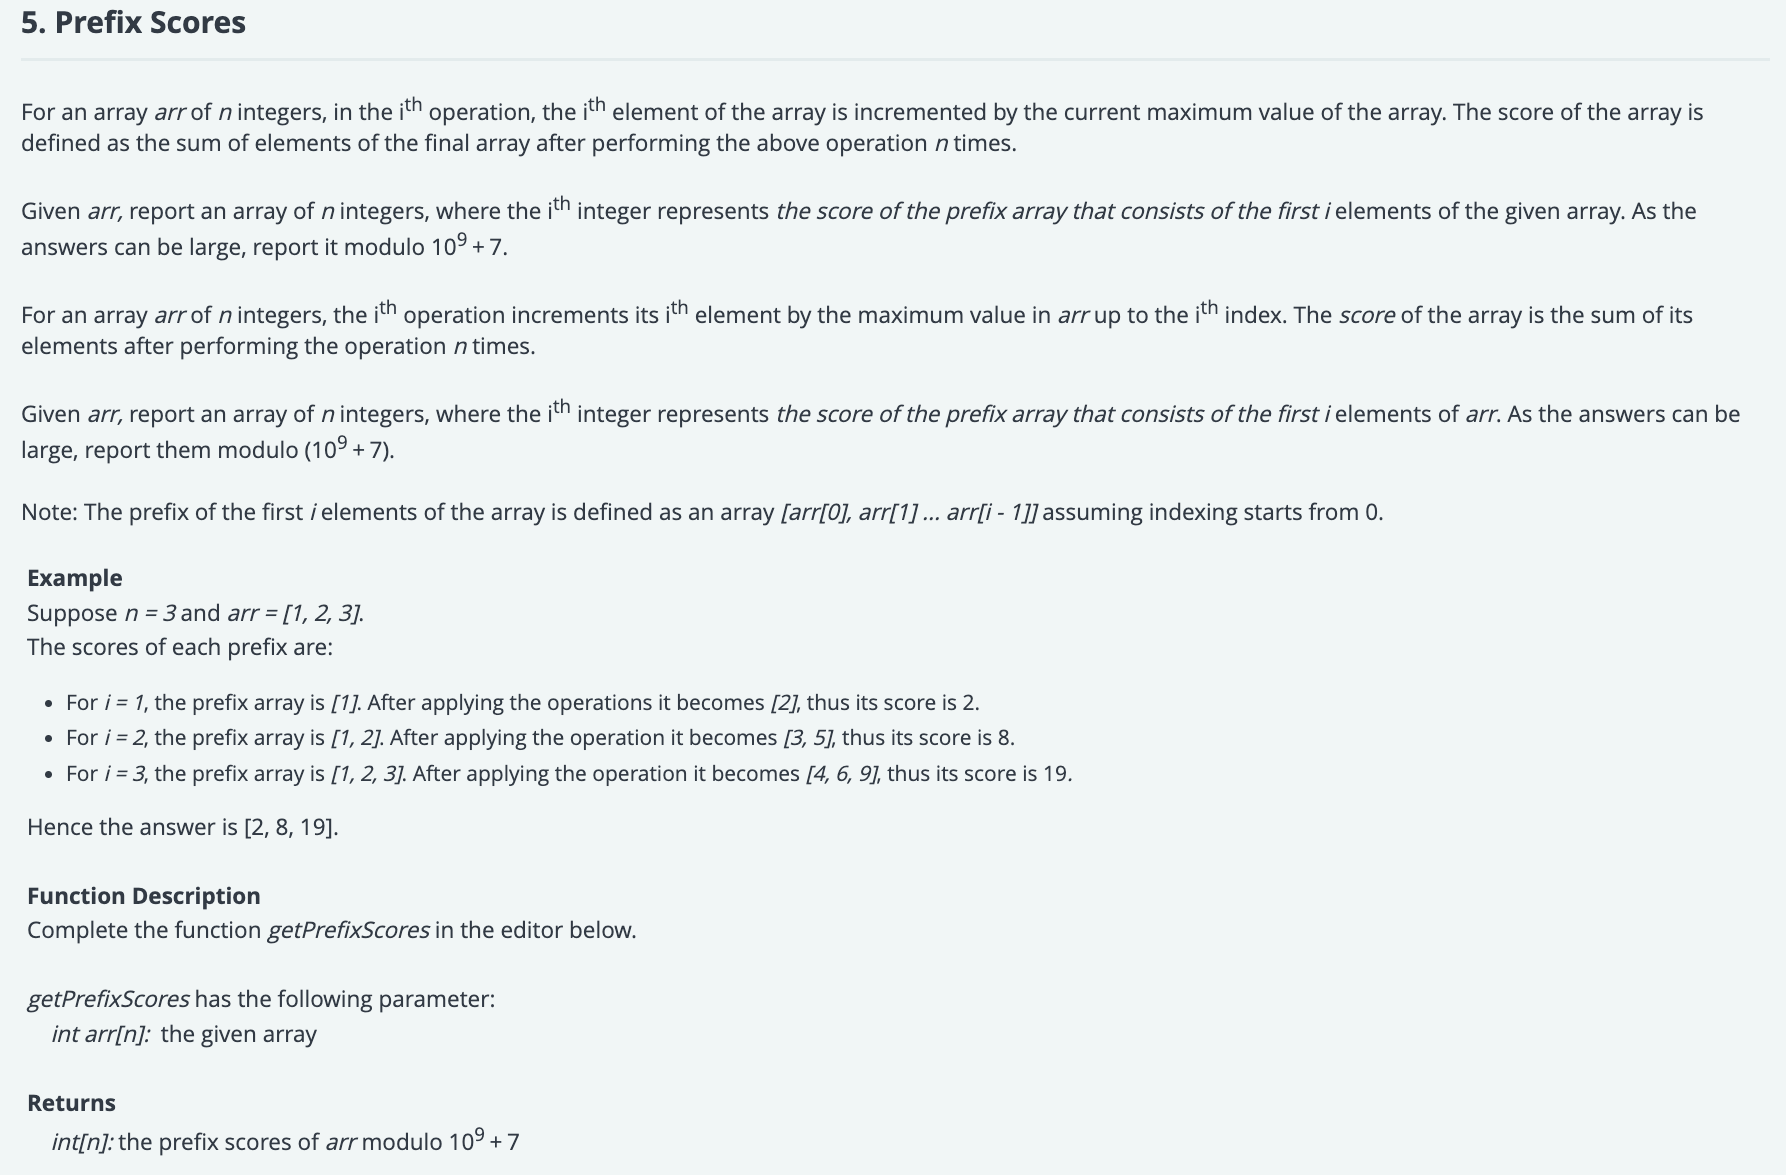 5. Prefix Scores
For an array arr of n integers, in the ith operation, the ith element of the array is incremented by the current maximum value of the array. The score of the array is
defined as the sum of elements of the final array after performing the above operation n times.
Given arr, report an array of n integers, where the ith integer represents the score of the prefix array that consists of the first i elements of the given array. As the
answers can be large, report it modulo 10^9 + 7.
For an array arr of n integers, the ith operation increments its ith element by the maximum value in arr up to the ith index. The score of the array is the sum of its
elements after performing the operation n times.
Given arr, report an array of n integers, where the ith integer represents the score of the prefix array that consists of the first i elements of arr. As the answers can be
large, report them modulo (10^9 + 7).
Note: The prefix of the first i elements of the array is defined as an array [arr[0], arr[1] ... arr[i - 1]] assuming indexing starts from 0.
Example
Suppose n = 3 and arr = [1, 2, 3].
The scores of each prefix are:
• For i = 1, the prefix array is [1]. After applying the operations it becomes [2], thus its score is 2.
• For i = 2, the prefix array is [1, 2]. After applying the operation it becomes [3, 5], thus its score is 8.
• For i = 3, the prefix array is [1, 2, 3]. After applying the operation it becomes [4, 6, 9], thus its score is 19.
Hence the answer is [2, 8, 19].
Function Description
Complete the function getPrefixScores in the editor below.
getPrefixScores has the following parameter:
int arr[n]: the given array
Returns
int[n]: the prefix scores of arr modulo 10^9 + 7